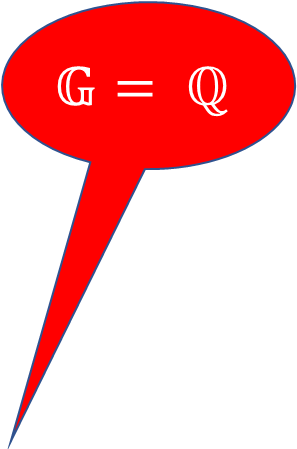 𝔾 = ℚ